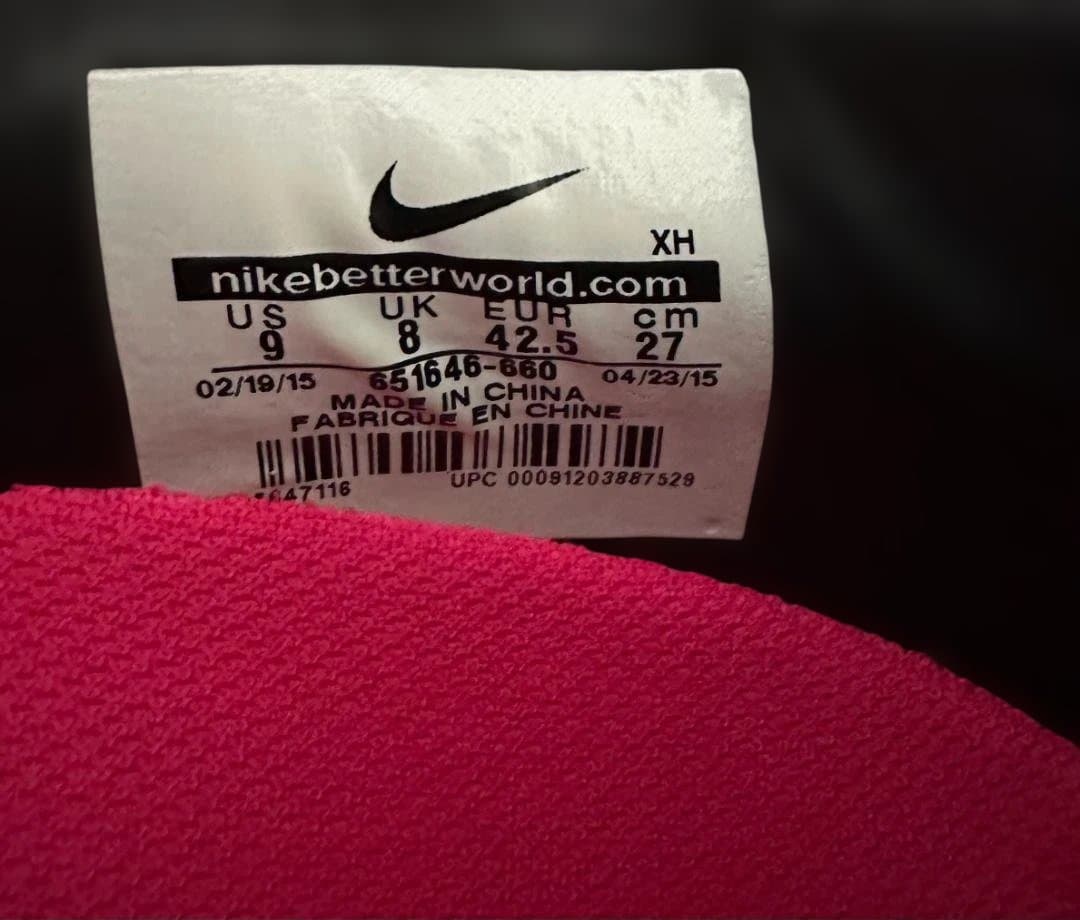 XH
nikebetterworld.com
US UK EUR cm
9 8 42.5 27
02/19/15 651646-660 04/23/15
MADE IN CHINA
FABRIQUE EN CHINE
UPC 00091203887529